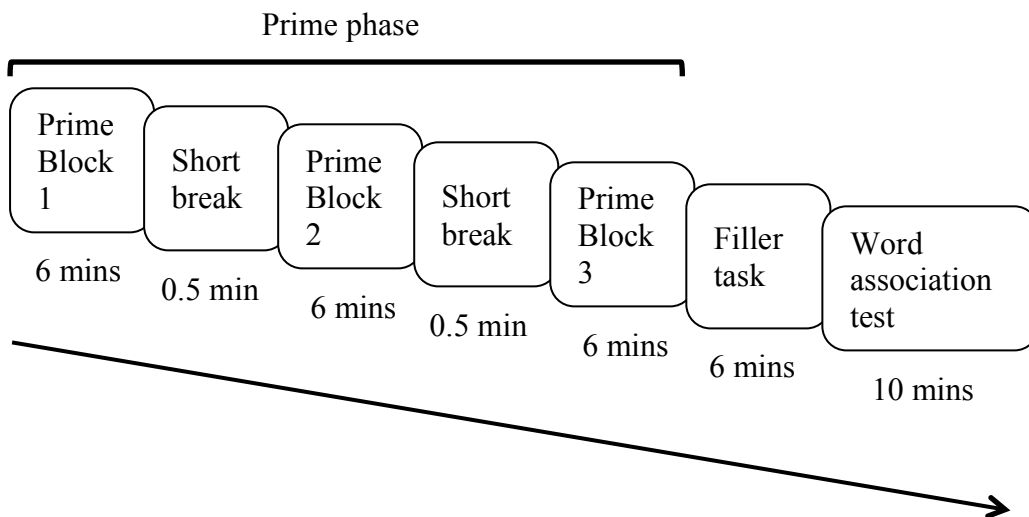 Prime phase
Prime
Block
1
6 mins
Short
break
0.5 min
Prime
Block
2
6 mins
Short
break
0.5 min
Prime
Block
3
6 mins
Filler
task
6 mins
Word
association
test
10 mins